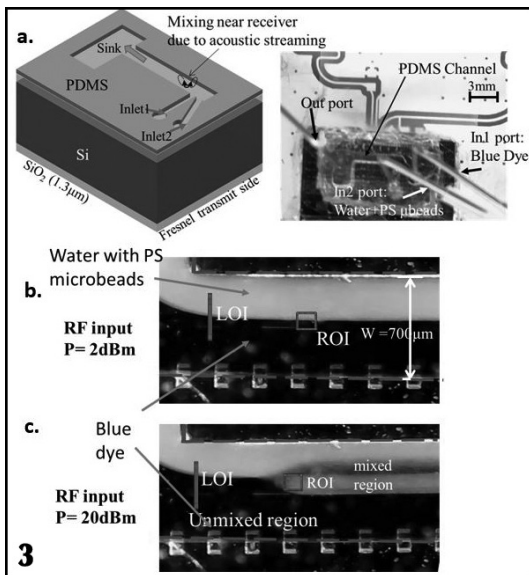 a.
Mixing near receiver
due to acoustic streaming
Sink
PDMS
Inlet1
Inlet2
Si
SiO₂ (1.3μm)
Fresnel transmit side
PDMS Channel
3mm
Out port
In1 port:
Blue Dye
In2 port:
Water+PS μbeads
Water with PS
microbeads
b.
RF input
P= 2dBm
LOI
ROI
W =700μm
c.
Blue
dye
RF input
P= 20dBm
LOI
ROI
mixed
region
Unmixed region
3